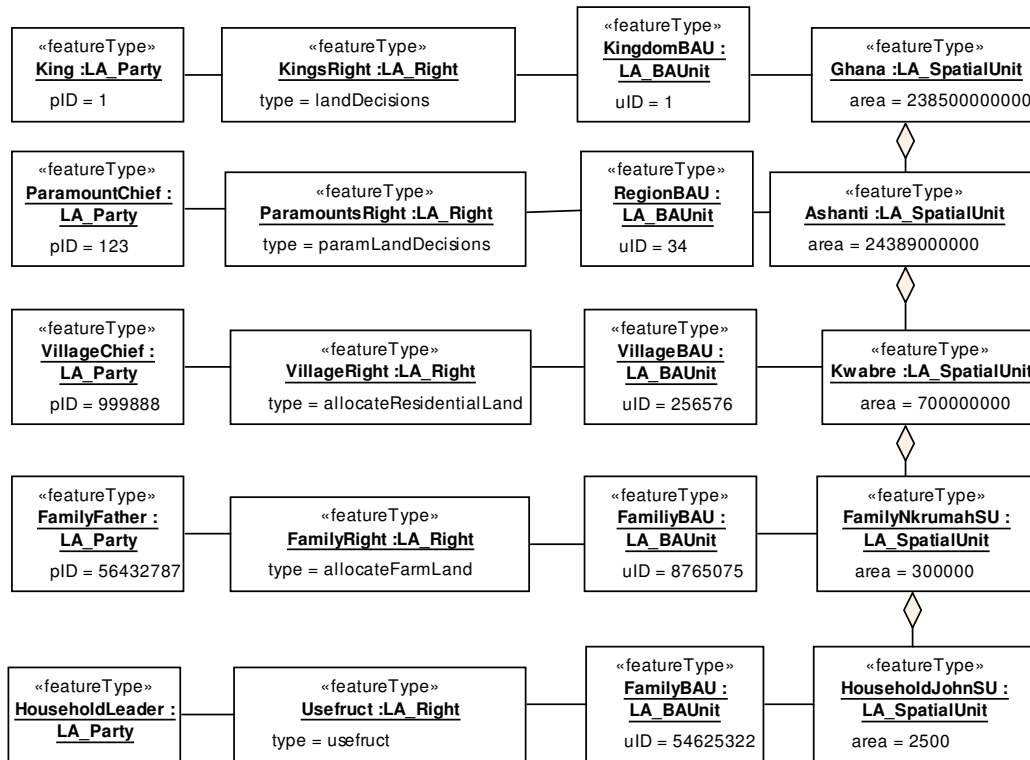 «featureType»
King :LA_Party
pID = 1
«featureType»
KingsRight :LA_Right
type = landDecisions
«featureType»
KingdomBAU :
LA_BAUnit
uID = 1
«featureType»
Ghana :LA_SpatialUnit
area = 238500000000
«featureType»
ParamountChief :
LA_Party
pID = 123
«featureType»
ParamountsRight :LA_Right
type = paramLandDecisions
«featureType»
RegionBAU :
LA_BAUnit
uID = 34
«featureType»
Ashanti :LA_SpatialUnit
area = 24389000000
«featureType»
VillageChief :
LA_Party
pID = 999888
«featureType»
VillageRight :LA_Right
type = allocateResidentialLand
«featureType»
VillageBAU :
LA_BAUnit
uID = 256576
«featureType»
Kwabre :LA_SpatialUnit
area = 700000000
«featureType»
FamilyFather :
LA_Party
pID = 56432787
«featureType»
FamilyRight :LA_Right
type = allocateFarmLand
«featureType»
FamiliyBAU :
LA_BAUnit
uID = 8765075
«featureType»
FamilyNkrumahSU :
LA_SpatialUnit
area = 300000
«featureType»
HouseholdLeader :
LA_Party
«featureType»
Usefruct :LA_Right
type = usefruct
«featureType»
FamilyBAU :
LA_BAUnit
uID = 54625322
«featureType»
HouseholdJohnSU :
LA_SpatialUnit
area = 2500